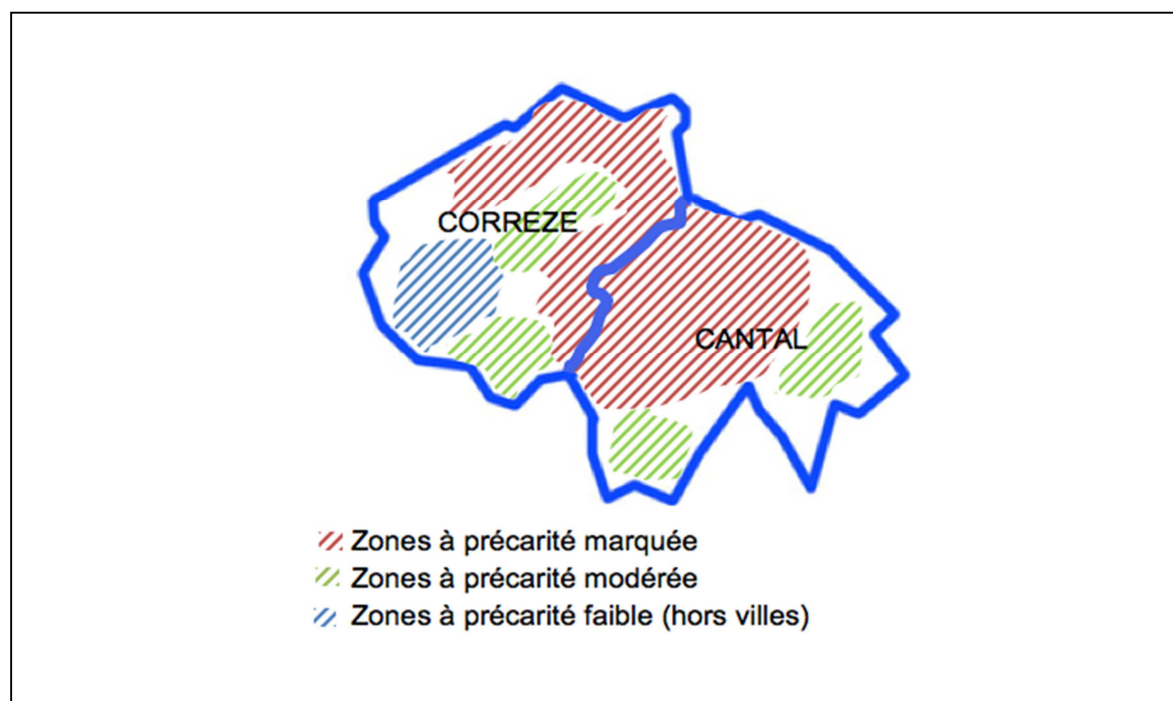 CORREZE
CANTAL
Zones à précarité marquée
Zones à précarité modérée
Zones à précarité faible (hors villes)